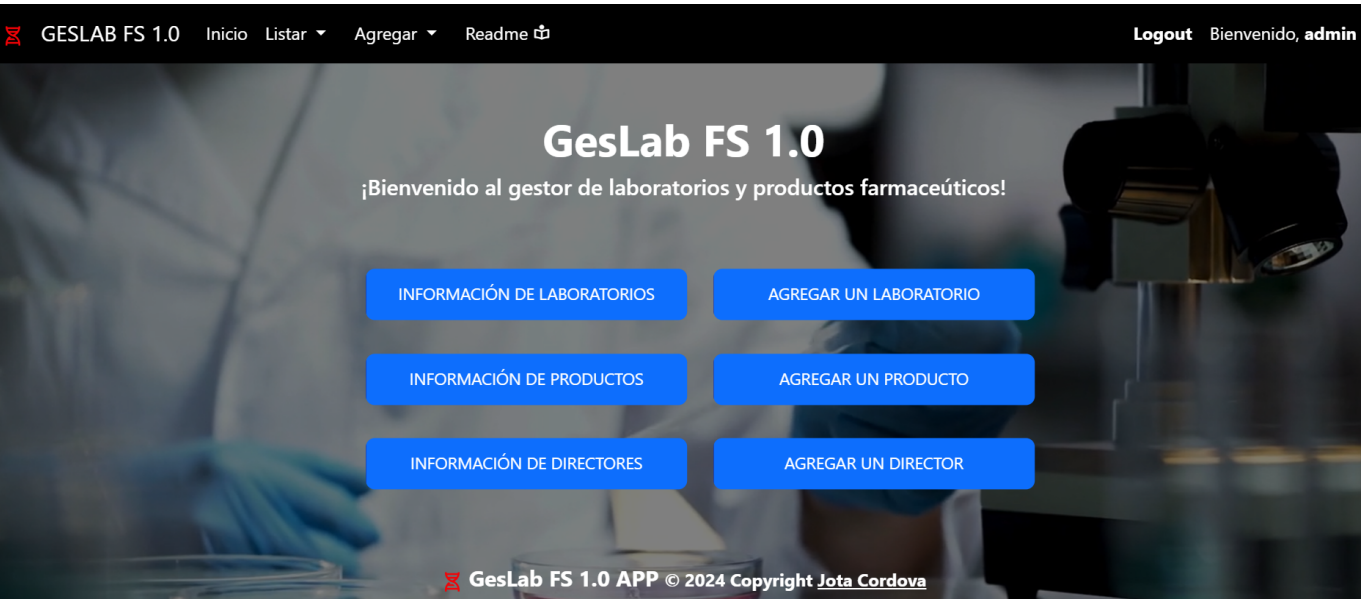 GESLAB FS 1.0 Inicio Listar Agregar Readme Logout Bienvenido, admin
GesLab FS 1.0
¡Bienvenido al gestor de laboratorios y productos farmaceúticos!
INFORMACIÓN DE LABORATORIOS AGREGAR UN LABORATORIO
INFORMACIÓN DE PRODUCTOS AGREGAR UN PRODUCTO
INFORMACIÓN DE DIRECTORES AGREGAR UN DIRECTOR
GesLab FS 1.0 APP © 2024 Copyright Jota Cordova